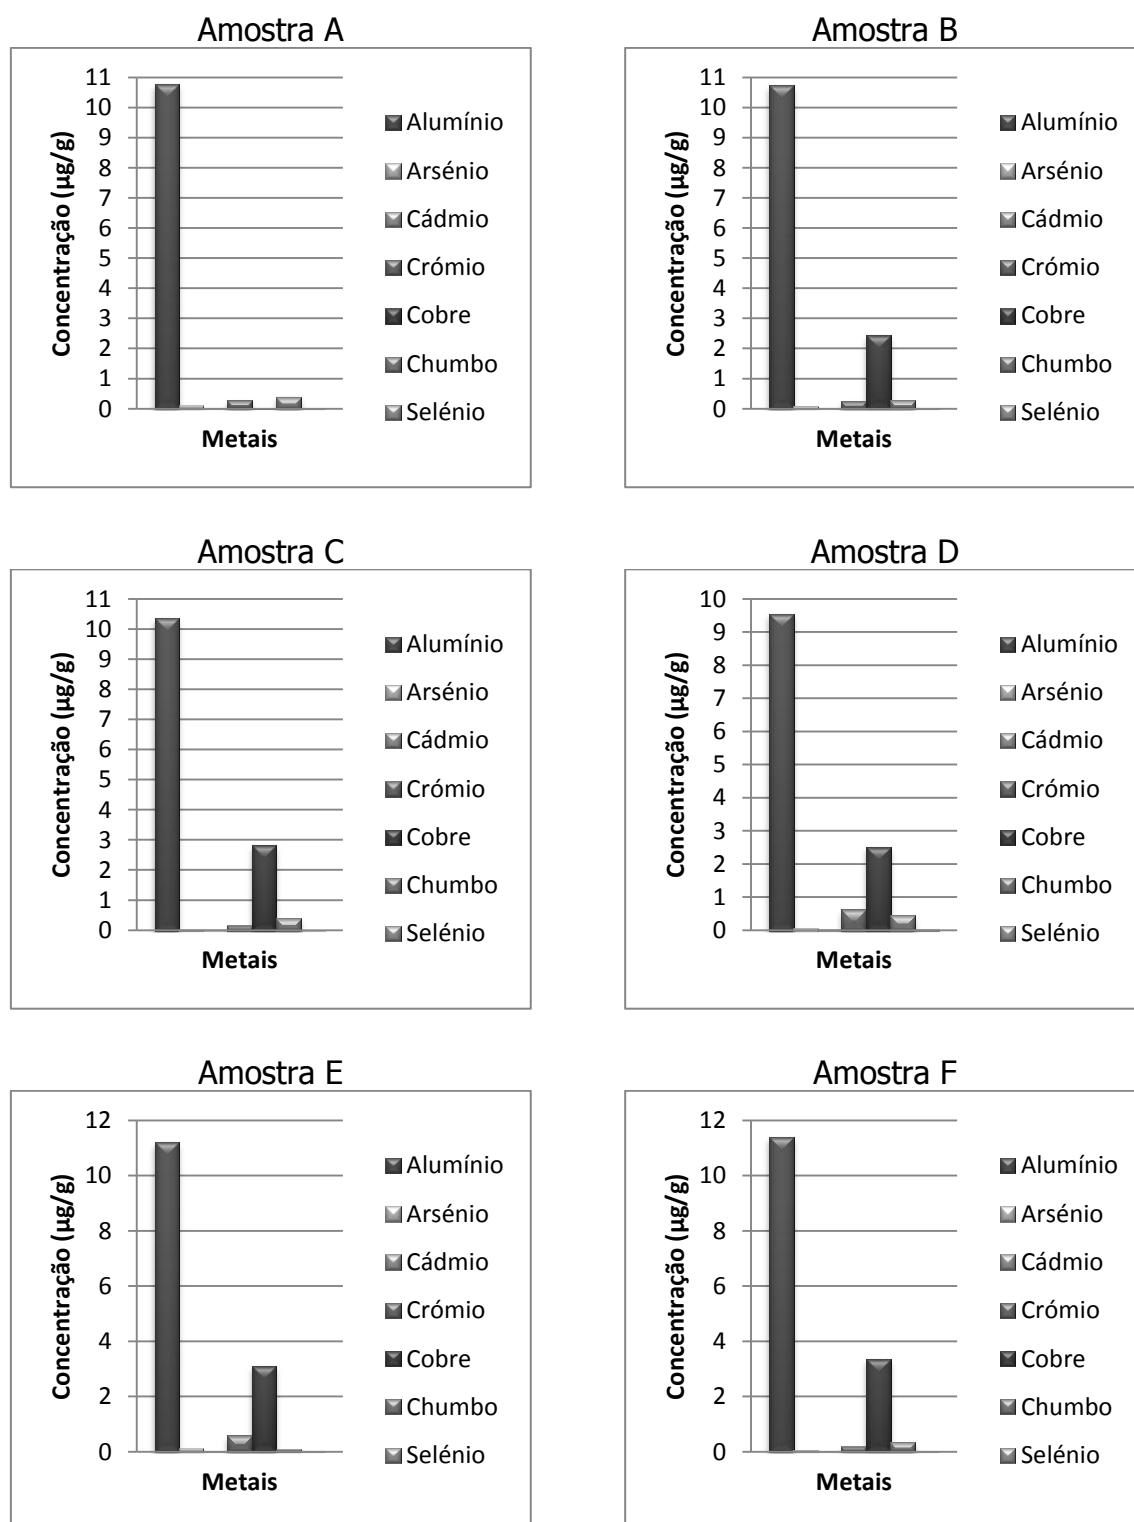 Amostra A
Concentração (µg/g)
11
10
9
8
7
6
5
4
3
2
1
0
Metais
Alumínio
Arsénio
Cádmio
Crómio
Cobre
Chumbo
Selénio
Amostra B
Concentração (µg/g)
11
10
9
8
7
6
5
4
3
2
1
0
Metais
Alumínio
Arsénio
Cádmio
Crómio
Cobre
Chumbo
Selénio
Amostra C
Concentração (µg/g)
11
10
9
8
7
6
5
4
3
2
1
0
Metais
Alumínio
Arsénio
Cádmio
Crómio
Cobre
Chumbo
Selénio
Amostra D
Concentração (µg/g)
10
9
8
7
6
5
4
3
2
1
0
Metais
Alumínio
Arsénio
Cádmio
Crómio
Cobre
Chumbo
Selénio
Amostra E
Concentração (µg/g)
12
10
8
6
4
2
0
Metais
Alumínio
Arsénio
Cádmio
Crómio
Cobre
Chumbo
Selénio
Amostra F
Concentração (µg/g)
12
10
8
6
4
2
0
Metais
Alumínio
Arsénio
Cádmio
Crómio
Cobre
Chumbo
Selénio